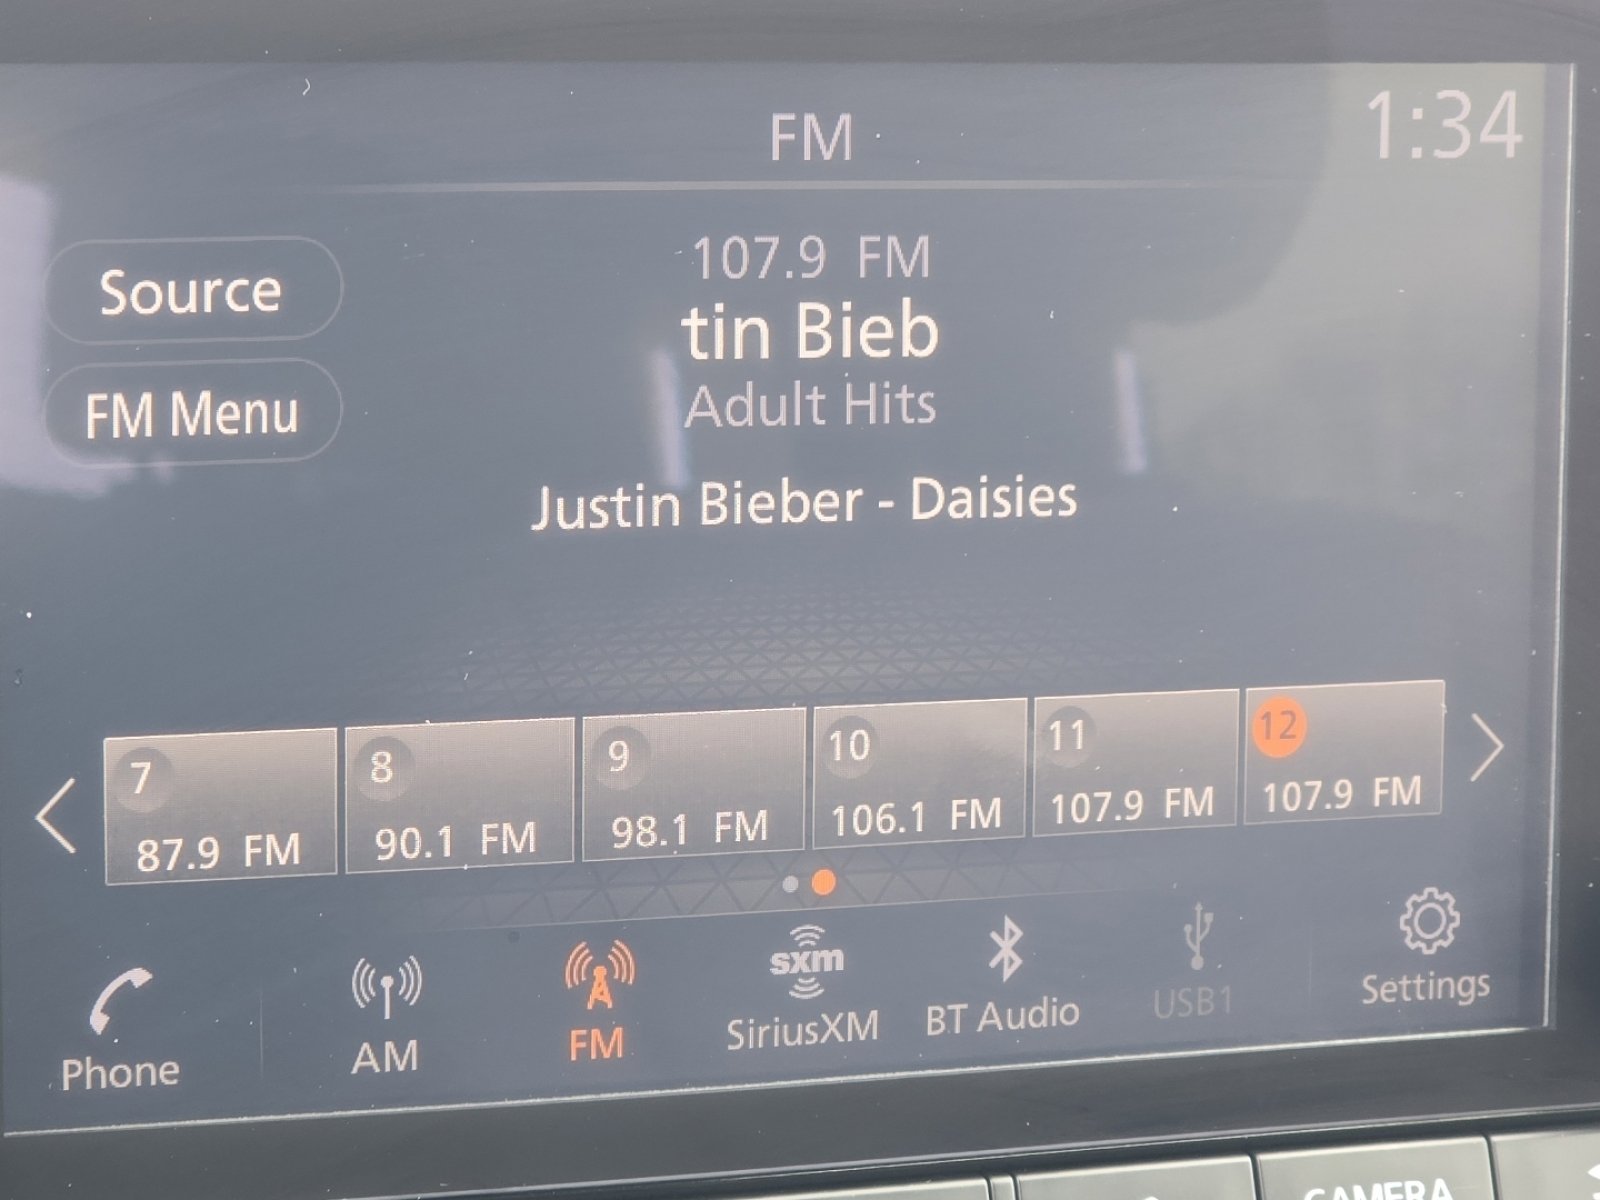 FM
1:34
Source
107.9 FM
tin Bieb
FM Menu
Adult Hits
Justin Bieber - Daisies
7
87.9 FM
8
90.1 FM
9
98.1 FM
10
106.1 FM
11
107.9 FM
12
107.9 FM
Phone
AM
FM
sxm
SiriusXM
BT Audio
USB1
Settings
CAMERA